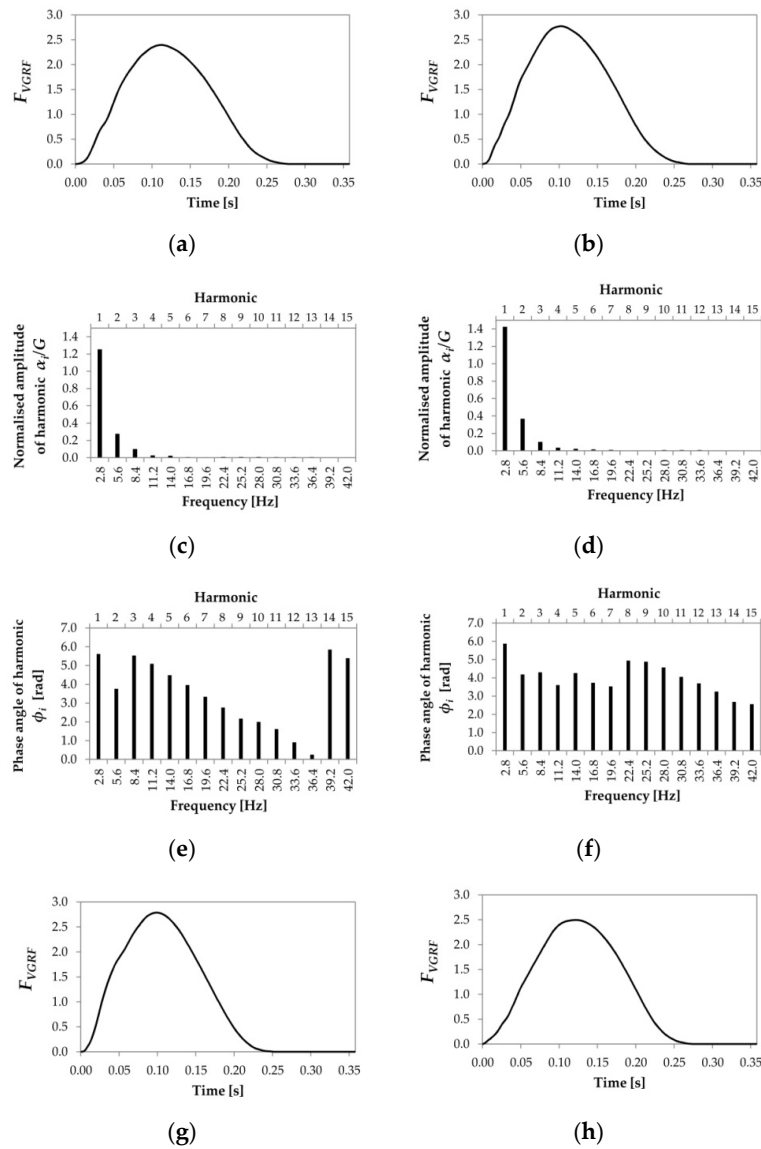 3.0
2.5
2.0
1.5
1.0
0.5
0.0
F_VGRF
0.00 0.05 0.10 0.15 0.20 0.25 0.30 0.35
Time [s]
(a)
3.0
2.5
2.0
1.5
1.0
0.5
0.0
F_VGRF
0.00 0.05 0.10 0.15 0.20 0.25 0.30 0.35
Time [s]
(b)
Harmonic
1 2 3 4 5 6 7 8 9 10 11 12 13 14 15
1.4
1.2
1.0
0.8
0.6
0.4
0.2
0.0
Normalised amplitude
of harmonic α_i/G
2.8 5.6 8.4 11.2 14.0 16.8 19.6 22.4 25.2 28.0 30.8 33.6 36.4 39.2 42.0
Frequency [Hz]
(c)
Harmonic
1 2 3 4 5 6 7 8 9 10 11 12 13 14 15
1.4
1.2
1.0
0.8
0.6
0.4
0.2
0.0
Normalised amplitude
of harmonic α_i/G
2.8 5.6 8.4 11.2 14.0 16.8 19.6 22.4 25.2 28.0 30.8 33.6 36.4 39.2 42.0
Frequency [Hz]
(d)
Harmonic
1 2 3 4 5 6 7 8 9 10 11 12 13 14 15
7.0
6.0
5.0
4.0
3.0
2.0
1.0
0.0
Phase angle of harmonic
ϕ_i [rad]
2.8 5.6 8.4 11.2 14.0 16.8 19.6 22.4 25.2 28.0 30.8 33.6 36.4 39.2 42.0
Frequency [Hz]
(e)
Harmonic
1 2 3 4 5 6 7 8 9 10 11 12 13 14 15
7.0
6.0
5.0
4.0
3.0
2.0
1.0
0.0
Phase angle of harmonic
ϕ_i [rad]
2.8 5.6 8.4 11.2 14.0 16.8 19.6 22.4 25.2 28.0 30.8 33.6 36.4 39.2 42.0
Frequency [Hz]
(f)
3.0
2.5
2.0
1.5
1.0
0.5
0.0
F_VGRF
0.00 0.05 0.10 0.15 0.20 0.25 0.30 0.35
Time [s]
(g)
3.0
2.5
2.0
1.5
1.0
0.5
0.0
F_VGRF
0.00 0.05 0.10 0.15 0.20 0.25 0.30 0.35
Time [s]
(h)